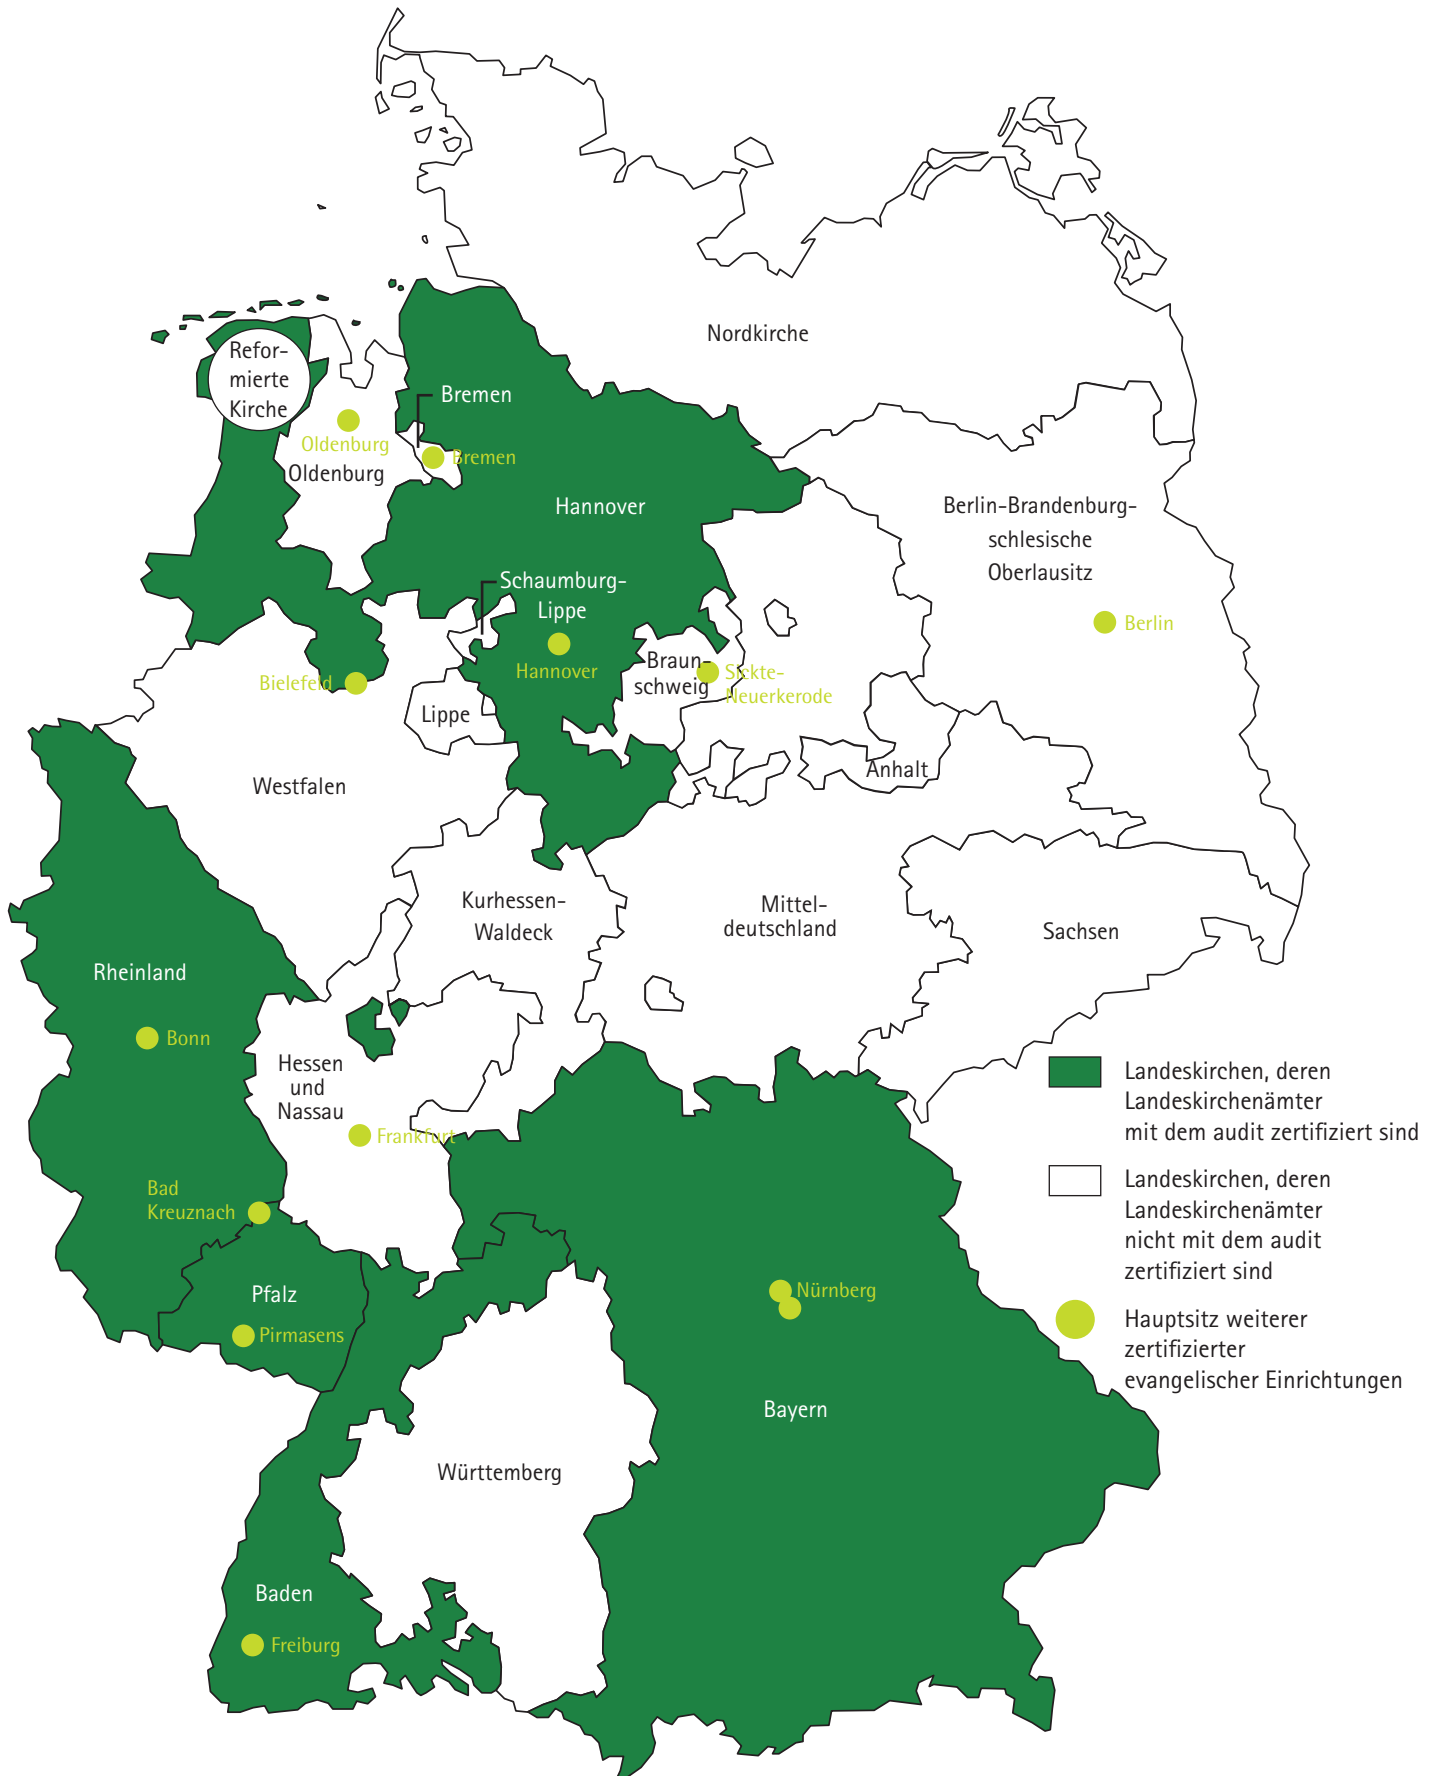 Nordkirche
Refor-
mierte
Kirche
Bremen
Oldenburg
Oldenburg
Bremen
Hannover
Berlin-Brandenburg-
schlesische
Oberlausitz
Schaumburg-
Lippe
Berlin
Hannover
Braun-
schweig
Sickte-
Neuerkerode
Bielefeld
Lippe
Anhalt
Westfalen
Kurhessen-
Waldeck
Mittel-
deutschland
Sachsen
Rheinland
Bonn
Hessen
und
Nassau
Frankfurt
Bad
Kreuznach
Pfalz
Pirmasens
Nürnberg
Bayern
Württemberg
Baden
Freiburg
Landeskirchen, deren
Landeskirchenämter
mit dem audit zertifiziert sind
Landeskirchen, deren
Landeskirchenämter
nicht mit dem audit
zertifiziert sind
Hauptsitz weiterer
zertifizierter
evangelischer Einrichtungen